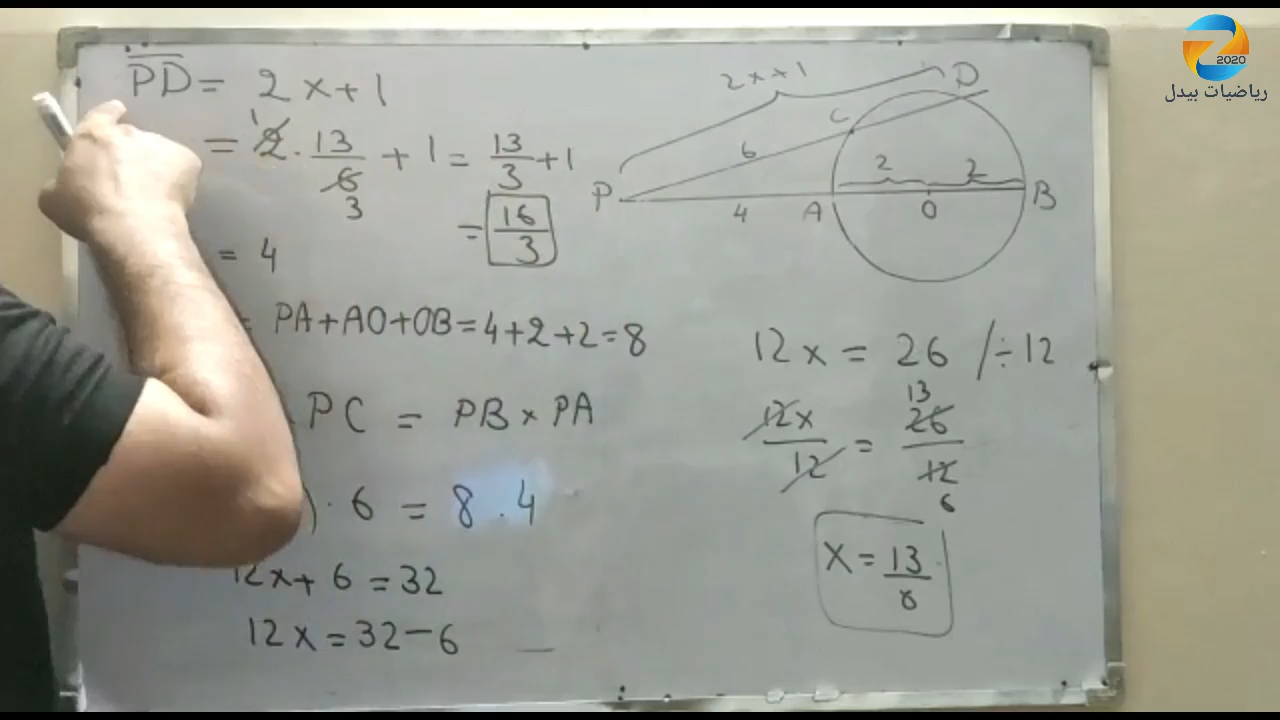 2020
رياضيات بيدل
PD = 2x+1
= 2 · 13/6 + 1 = 13/3 + 1
= 16/3
= 4
= PA+AO+OB=4+2+2=8
PC = PB × PA
) · 6 = 8 . 4
12x+ 6 = 32
12x = 32-6
2x+1
D
C
6
2 2
P 4 A O B
12x = 26 /÷12
12x/12 = 26/12
13
6
x = 13/6